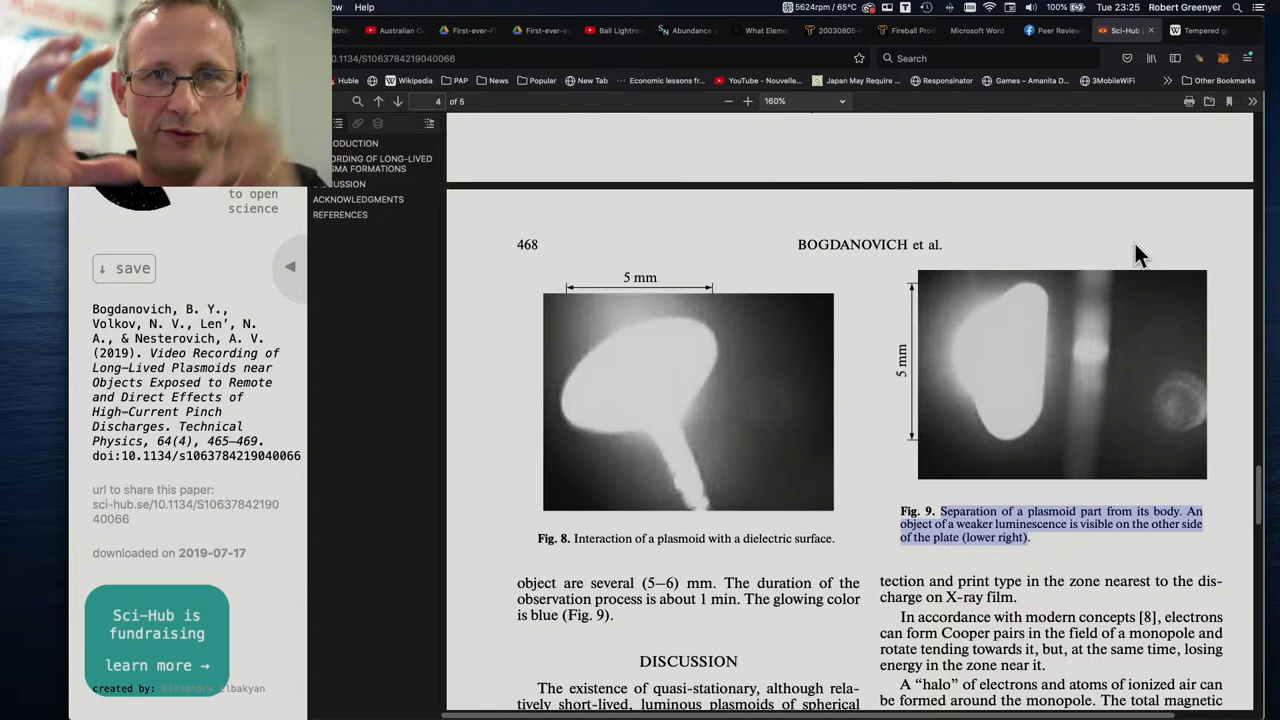 ow Help
5624rpm / 65°C
100%
Tue 23:25
Robert Greenyer
Australian C
First-ever-F
First-ever-
Ball Lightnin
Abundance
What Elemen
20030805-
Fireball Prod
Microsoft Word
Peer Review
Sci-Hub
Tempered gl
0.1134/S1063784219040066
Search
Huble
Wikipedia
PAP
News
Popular
New Tab
Economic lessons f...
YouTube - Nouvelle...
Japan May Require ...
Responsinator
Games – Amanita D...
3MobileWiFi
Other Bookmarks
4 of 5
160%
ODUCTION
ORDING OF LONG-LIVED
SMA FORMATIONS
CUSSION
ACKNOWLEDGMENTS
REFERENCES
to open
science
↓ save
Bogdanovich, B. Y.,
Volkov, N. V., Len’, N.
A., & Nesterovich, A. V.
(2019). Video Recording of
Long-Lived Plasmoids near
Objects Exposed to Remote
and Direct Effects of
High-Current Pinch
Discharges. Technical
Physics, 64(4), 465–469.
doi:10.1134/s1063784219040066
url to share this paper:
sci-hub.se/10.1134/S10637842190
40066
downloaded on 2019-07-17
Sci-Hub is
fundraising
learn more →
created by: Alexandra Elbakyan
468
BOGDANOVICH et al.
5 mm
Fig. 8. Interaction of a plasmoid with a dielectric surface.
object are several (5–6) mm. The duration of the
observation process is about 1 min. The glowing color
is blue (Fig. 9).
DISCUSSION
The existence of quasi-stationary, although rela-
tively short-lived, luminous plasmoids of spherical
5 mm
Fig. 9. Separation of a plasmoid part from its body. An
object of a weaker luminescence is visible on the other side
of the plate (lower right).
tection and print type in the zone nearest to the dis-
charge on X-ray film.
In accordance with modern concepts [8], electrons
can form Cooper pairs in the field of a monopole and
rotate tending towards it, but, at the same time, losing
energy in the zone near it.
A “halo” of electrons and atoms of ionized air can
be formed around the monopole. The total magnetic